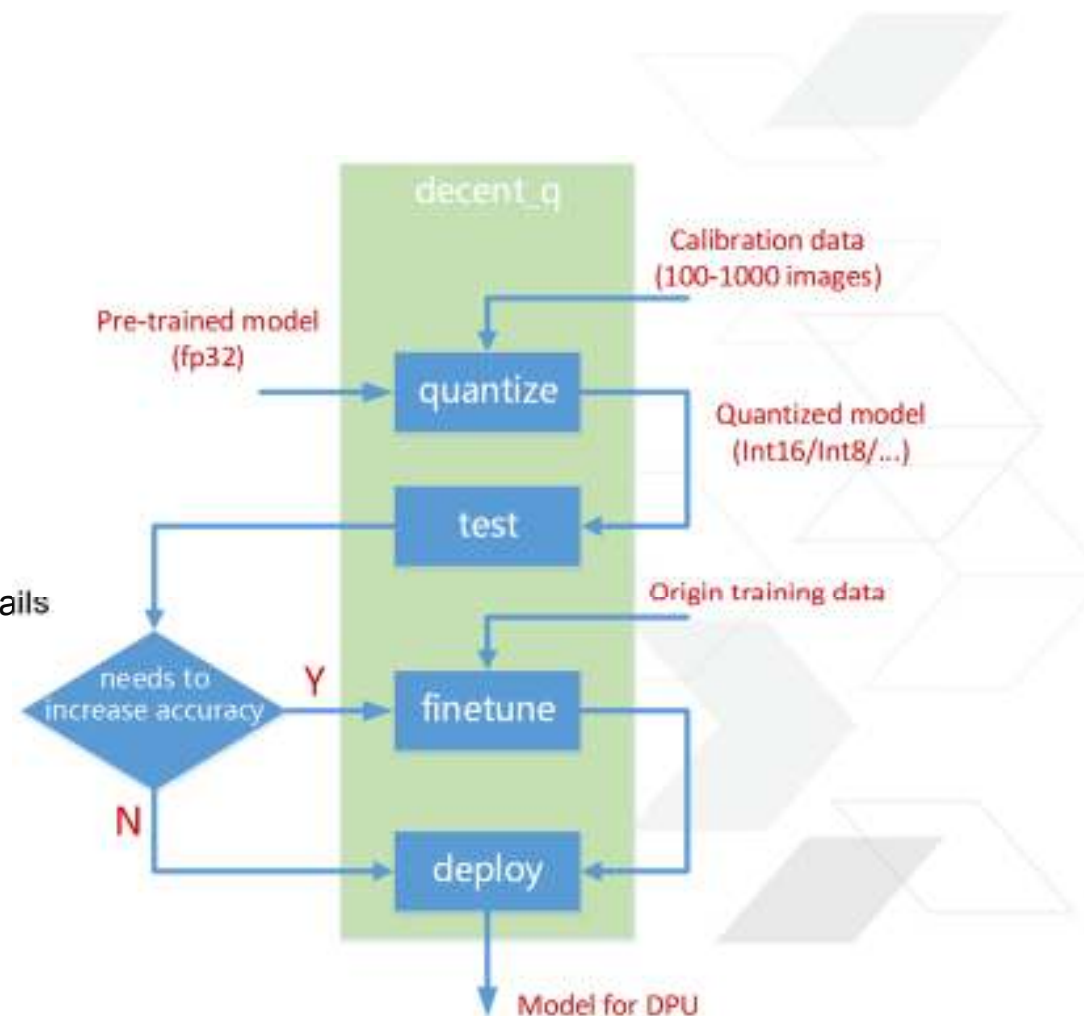 decent_q
Calibration data
(100-1000 images)
Pre-trained model
(fp32)
quantize
Quantized model
(Int16/Int8/...)
test
ails
Origin training data
needs to
increase accuracy
Y
finetune
N
deploy
Model for DPU